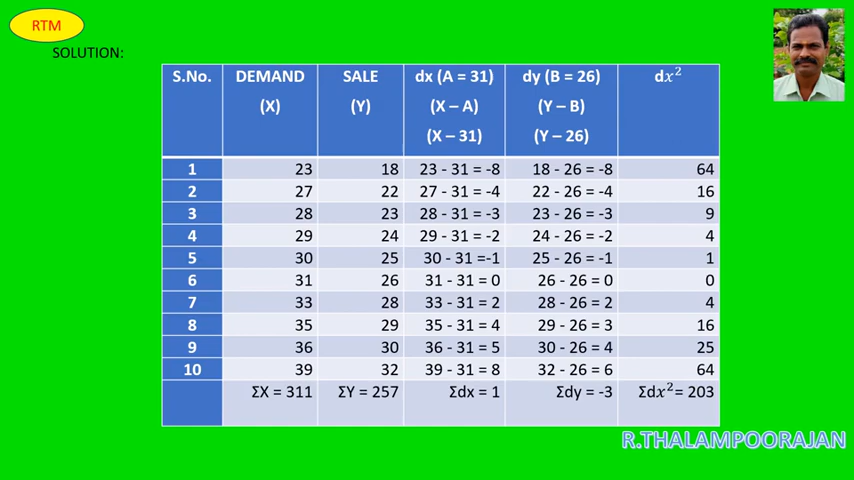 RTM
SOLUTION:
S.No. DEMAND SALE dx (A = 31) dy (B = 26) d𝑥²
(X) (Y) (X – A) (Y – B)
(X – 31) (Y – 26)
1 23 18 23 - 31 = -8 18 - 26 = -8 64
2 27 22 27 - 31 = -4 22 - 26 = -4 16
3 28 23 28 - 31 = -3 23 - 26 = -3 9
4 29 24 29 - 31 = -2 24 - 26 = -2 4
5 30 25 30 - 31 =-1 25 - 26 = -1 1
6 31 26 31 - 31 = 0 26 - 26 = 0 0
7 33 28 33 - 31 = 2 28 - 26 = 2 4
8 35 29 35 - 31 = 4 29 - 26 = 3 16
9 36 30 36 - 31 = 5 30 - 26 = 4 25
10 39 32 39 - 31 = 8 32 - 26 = 6 64
ΣX = 311 ΣY = 257 Σdx = 1 Σdy = -3 Σd𝑥²= 203
R.THALAMPOORAJAN